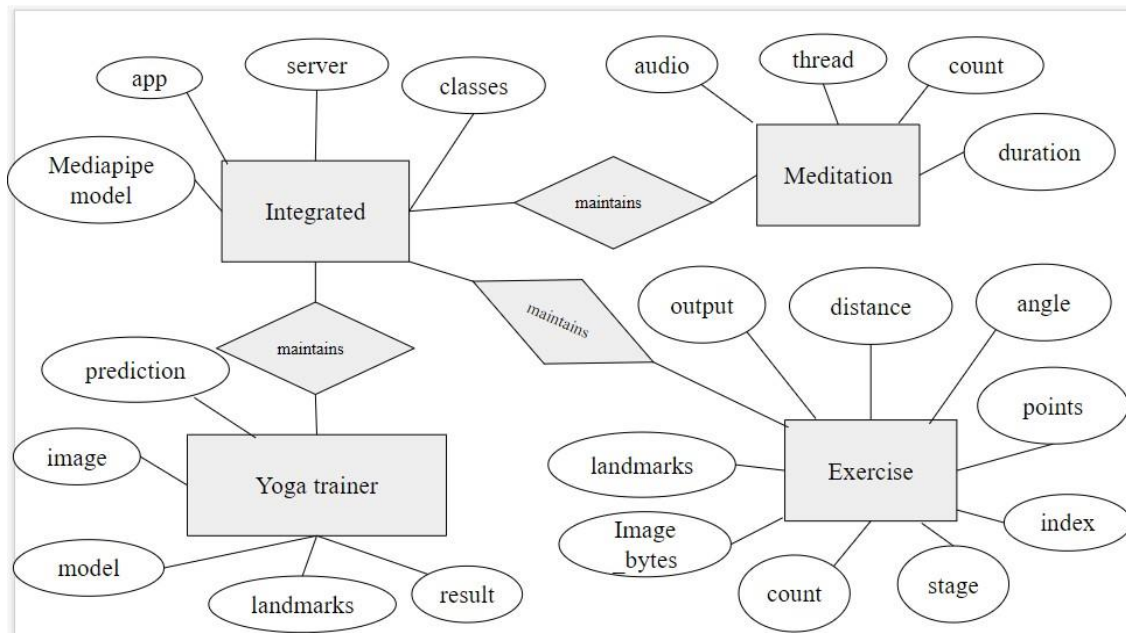 app
server
classes
Mediapipe
model
Integrated
maintains
audio
thread
count
duration
Meditation
maintains
maintains
prediction
image
Yoga trainer
model
landmarks
result
output
distance
angle
points
landmarks
Exercise
Image
_bytes
index
count
stage